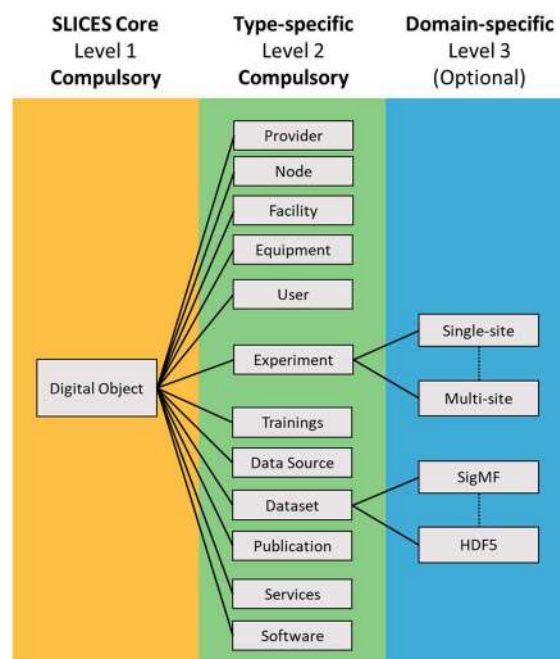 SLICES Core
Level 1
Compulsory
Type-specific
Level 2
Compulsory
Domain-specific
Level 3
(Optional)
Digital Object
Provider
Node
Facility
Equipment
User
Experiment
Trainings
Data Source
Dataset
Publication
Services
Software
Single-site
Multi-site
SigMF
HDF5